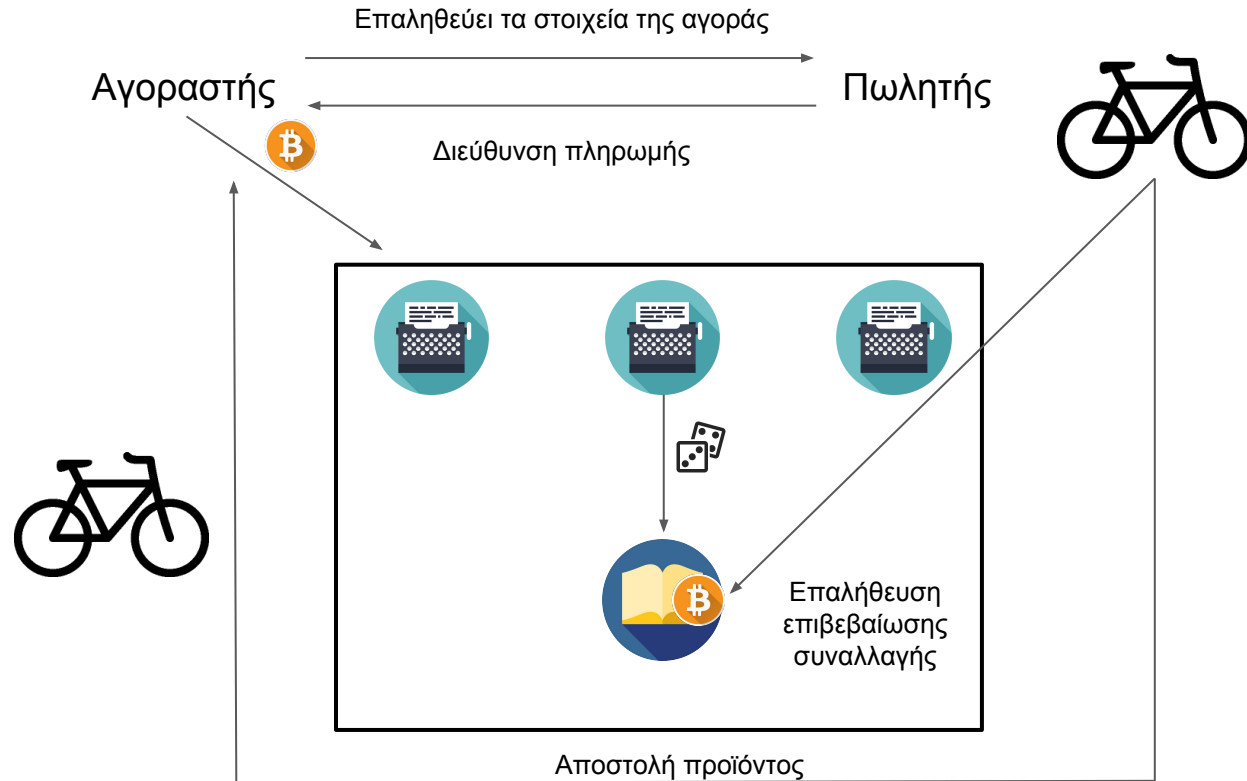 Επαληθεύει τα στοιχεία της αγοράς
Αγοραστής
Πωλητής
Διεύθυνση πληρωμής
Επαλήθευση
επιβεβαίωσης
συναλλαγής
Αποστολή προϊόντος